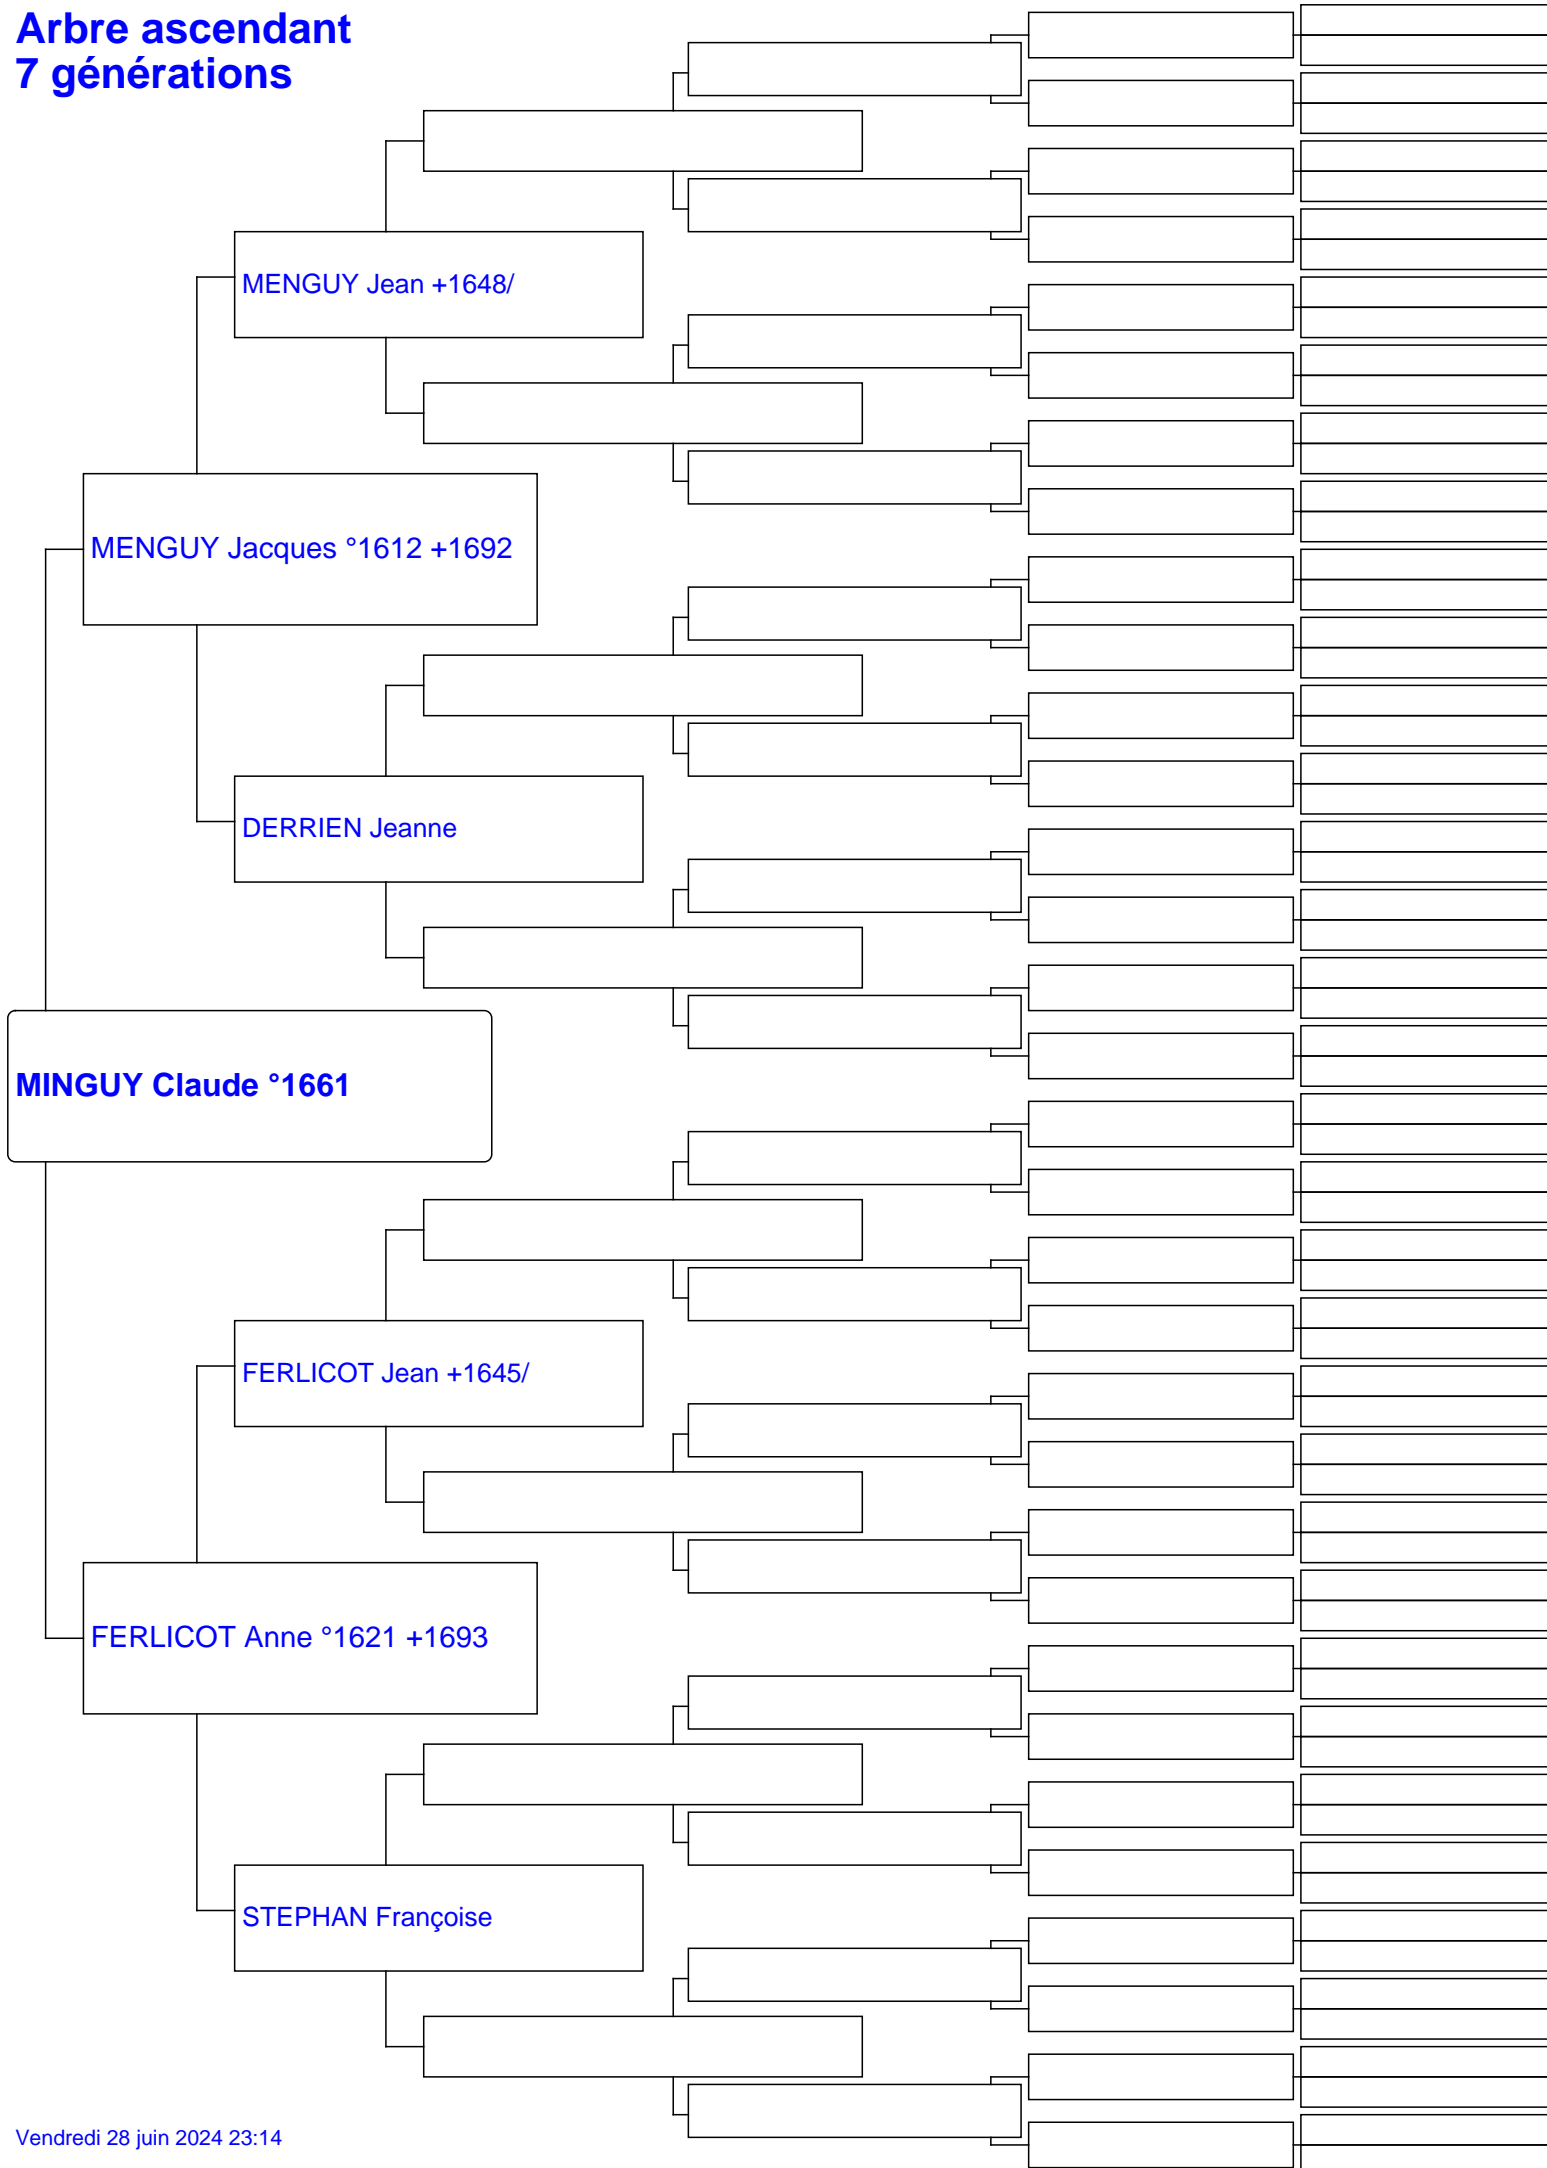 Arbre ascendant
7 générations
MENGUY Jean +1648/
MENGUY Jacques °1612 +1692
DERRIEN Jeanne
MINGUY Claude °1661
FERLICOT Jean +1645/
FERLICOT Anne °1621 +1693
STEPHAN Françoise
Vendredi 28 juin 2024 23:14